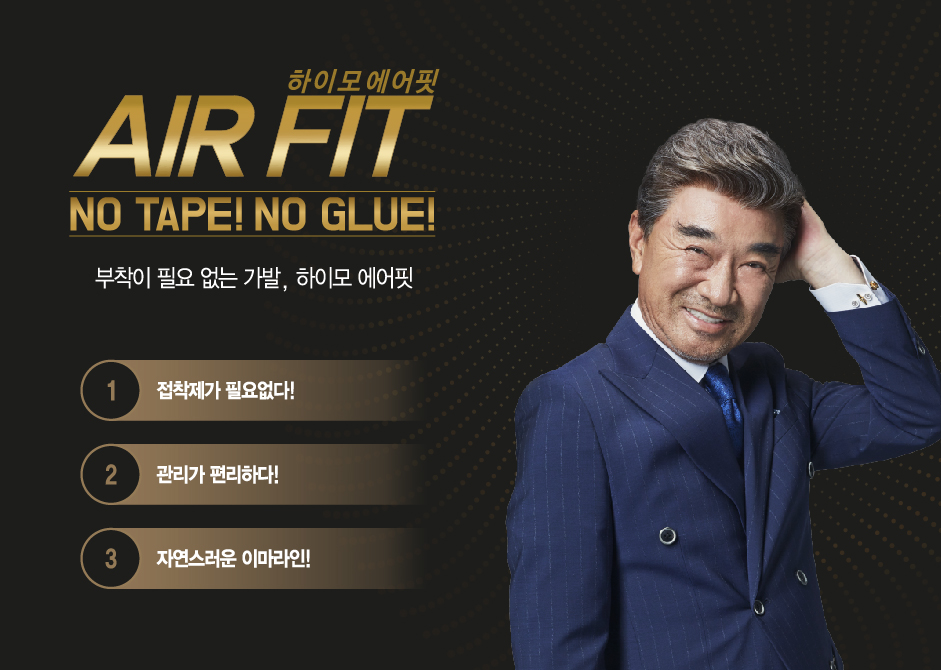 하이모 에어핏
AIR FIT
NO TAPE! NO GLUE!
부착이 필요 없는 가발, 하이모 에어핏
1 접착제가 필요없다!
2 관리가 편리하다!
3 자연스러운 이마라인!